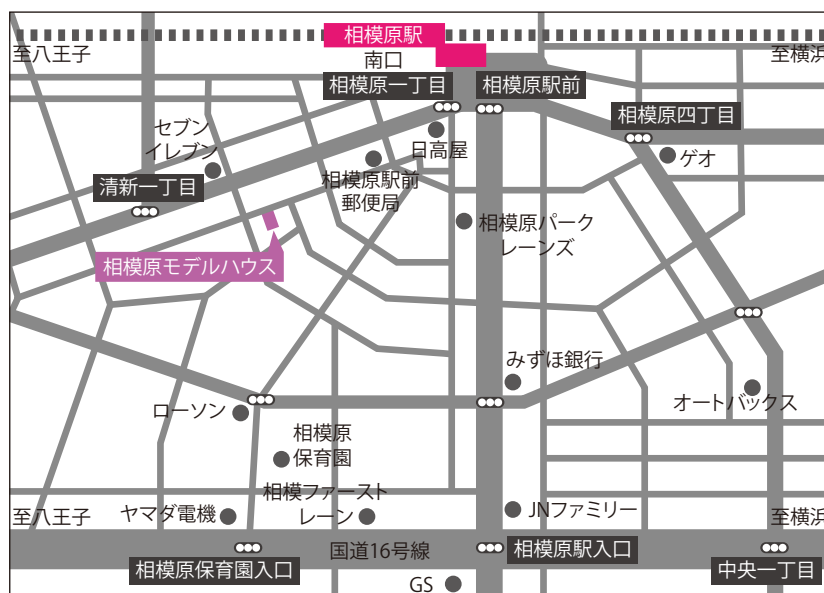 相模原駅
至八王子
南口
至横浜
相模原一丁目
相模原駅前
相模原四丁目
セブン
イレブン
日高屋
ゲオ
相模原駅前
郵便局
清新一丁目
相模原パーク
レーンズ
相模原モデルハウス
みずほ銀行
ローソン
オートバックス
相模原
保育園
相模ファースト
レーン
ヤマダ電機
JNファミリー
至八王子
至横浜
国道16号線
相模原駅入口
相模原保育園入口
中央一丁目
GS